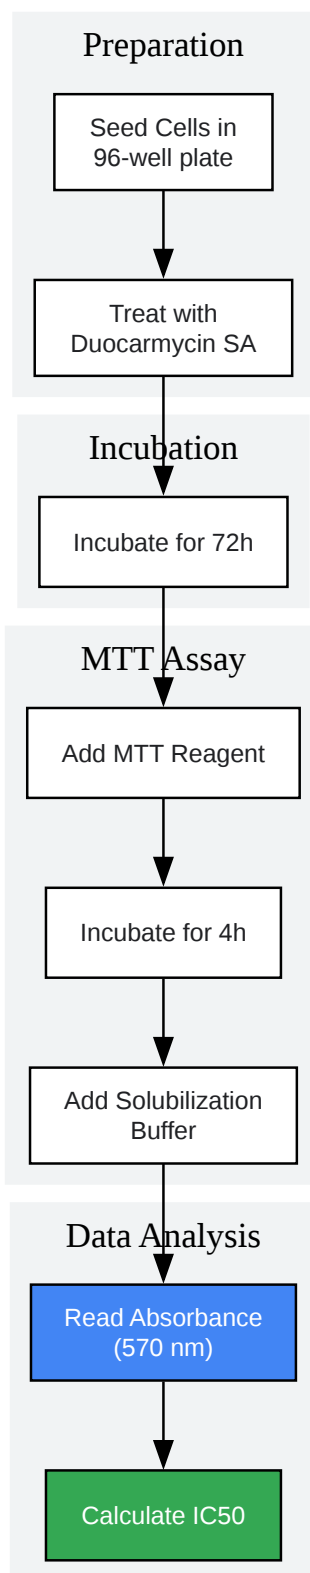 Preparation
Seed Cells in
96-well plate
Treat with
Duocarmycin SA
Incubation
Incubate for 72h
MTT Assay
Add MTT Reagent
Incubate for 4h
Add Solubilization
Buffer
Data Analysis
Read Absorbance
(570 nm)
Calculate IC50